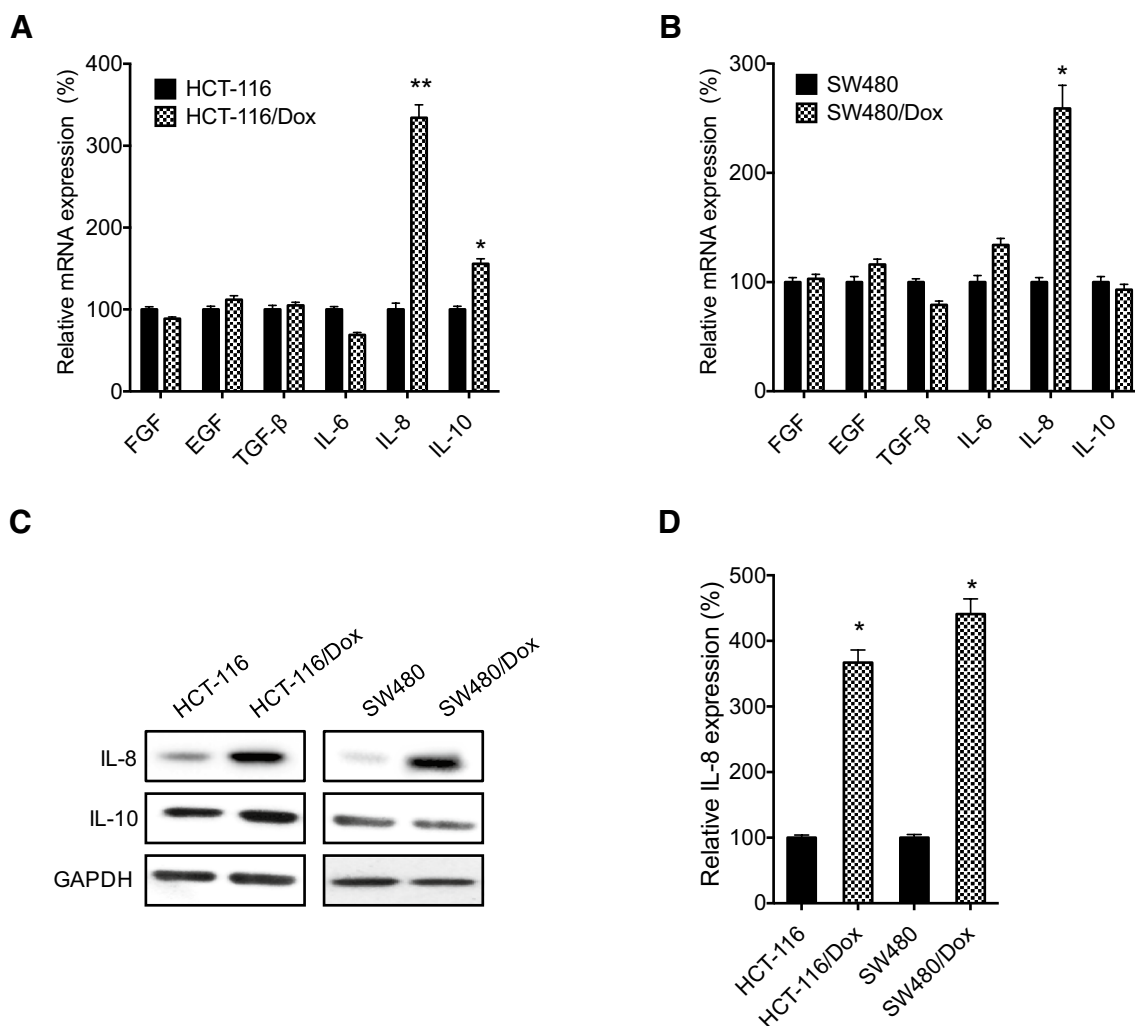 A
Relative mRNA expression (%)
400
300
200
100
0
HCT-116
HCT-116/Dox
**
*
FGF
EGF
TGF-β
IL-6
IL-8
IL-10
B
Relative mRNA expression (%)
300
200
100
0
SW480
SW480/Dox
*
FGF
EGF
TGF-β
IL-6
IL-8
IL-10
C
HCT-116
HCT-116/Dox
SW480
SW480/Dox
IL-8
IL-10
GAPDH
D
Relative IL-8 expression (%)
500
400
300
200
100
0
*
*
HCT-116
HCT-116/Dox
SW480
SW480/Dox